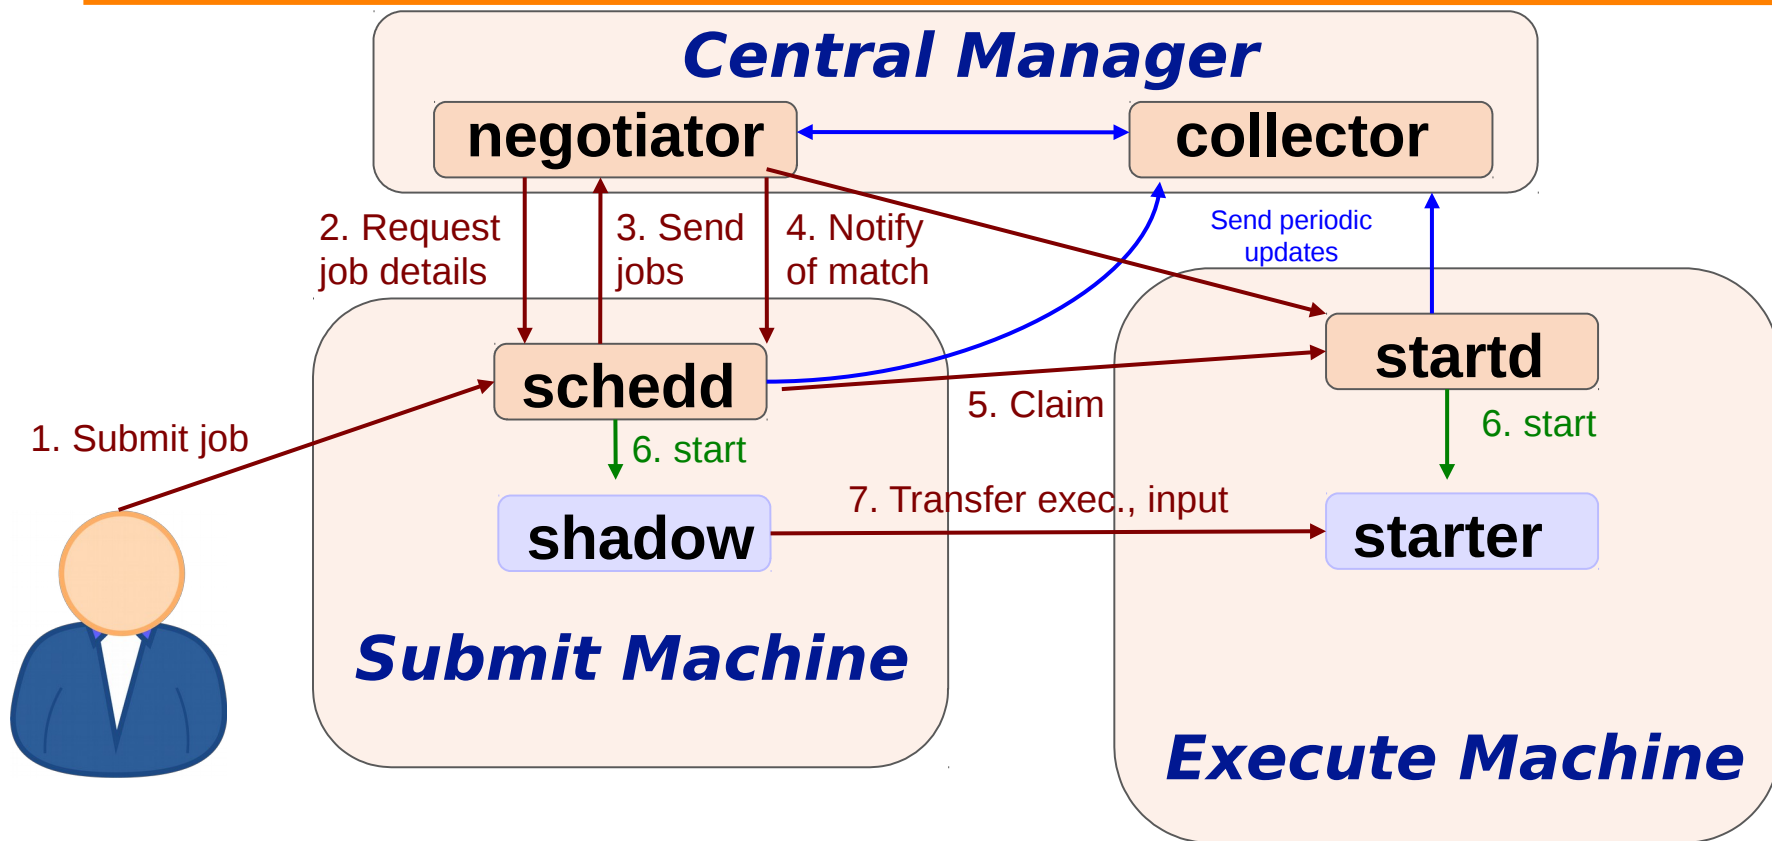 Central Manager
negotiator
collector
2. Request
job details
3. Send
jobs
4. Notify
of match
Send periodic
updates
schedd
startd
1. Submit job
5. Claim
6. start
6. start
7. Transfer exec., input
shadow
starter
Submit Machine
Execute Machine